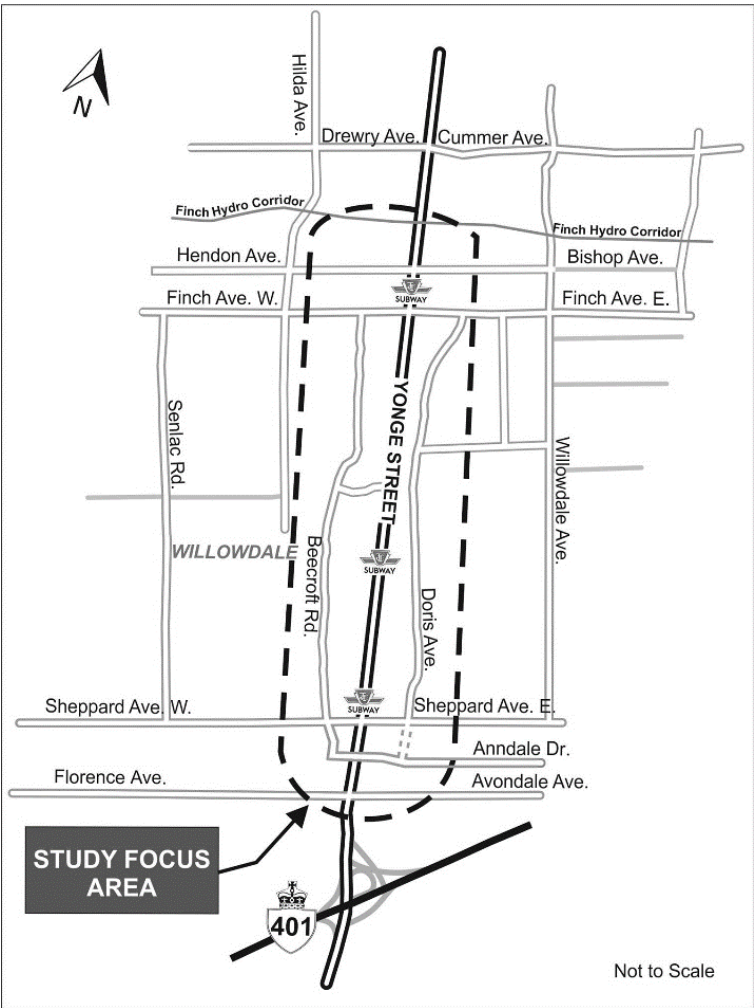 N
Hilda Ave.
Drewry Ave.
Cummer Ave.
Finch Hydro Corridor
Finch Hydro Corridor
Hendon Ave.
Bishop Ave.
SUBWAY
Finch Ave. W.
Finch Ave. E.
YONGE STREET
Senlac Rd.
Willowdale Ave.
WILLOWDALE
Beecroft Rd.
SUBWAY
Doris Ave.
SUBWAY
Sheppard Ave. W.
Sheppard Ave. E.
Anndale Dr.
Florence Ave.
Avondale Ave.
STUDY FOCUS
AREA
401
Not to Scale